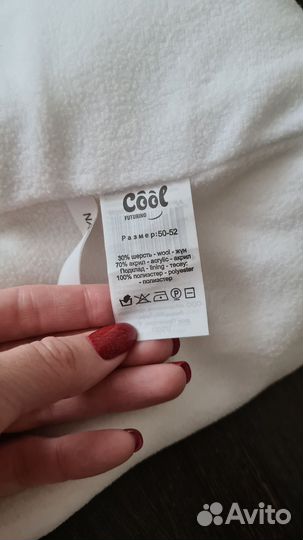 Cool
FUTURINO
Размер:50-52
30% шерсть - wool - жүн
70% акрил - acrylic - акрил
Подклад - lining - тесеу:
100% полиэстер - polyester
- полиэстер
Avito